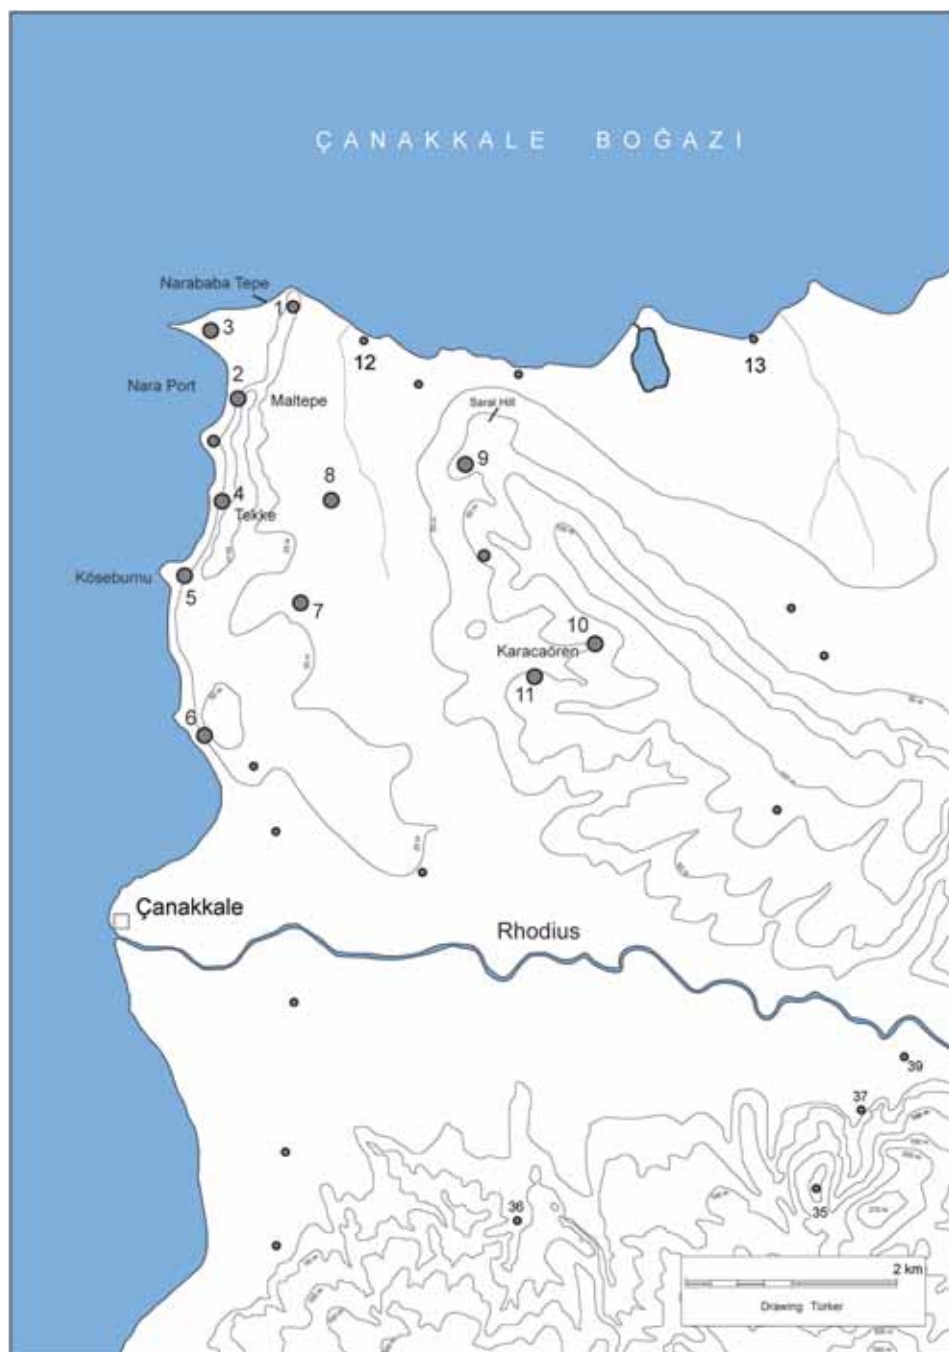 ÇANAKKALE BOĞAZI
Narababa Tepe
1
3
12
13
2
Nara Port
Maltepe
Saral Hill
9
8
4
Tekke
Köseburnu
5
7
10
Karacaören
11
6
Çanakkale
Rhodius
39
37
35
36
2 km
Drawing Türker